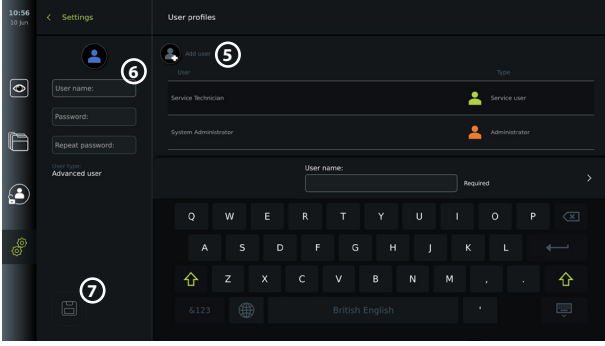 10:56
10 Jun
Settings
User profiles
5
Add user
6
User
Type
User name:
Service Technician
Service user
Password:
System Administrator
Administrator
Repeat password:
User type:
Advanced user
User name:
Required
Q W E R T Y U I O P
A S D F G H J K L
Z X C V B N M , .
7
&123
British English
'